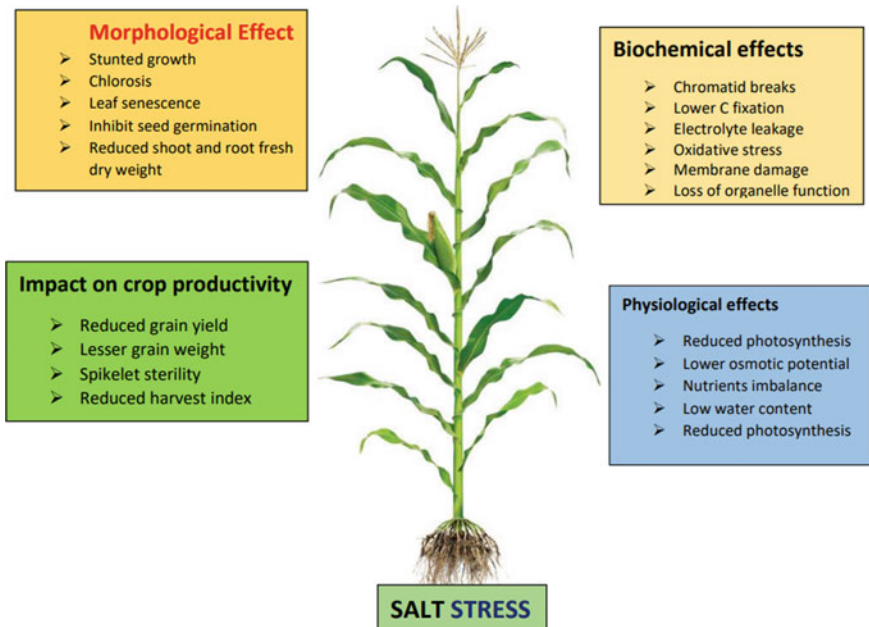 Morphological Effect
➢ Stunted growth
➢ Chlorosis
➢ Leaf senescence
➢ Inhibit seed germination
➢ Reduced shoot and root fresh
dry weight
Biochemical effects
➢ Chromatid breaks
➢ Lower C fixation
➢ Electrolyte leakage
➢ Oxidative stress
➢ Membrane damage
➢ Loss of organelle function
Impact on crop productivity
➢ Reduced grain yield
➢ Lesser grain weight
➢ Spikelet sterility
➢ Reduced harvest index
Physiological effects
➢ Reduced photosynthesis
➢ Lower osmotic potential
➢ Nutrients imbalance
➢ Low water content
➢ Reduced photosynthesis
SALT STRESS